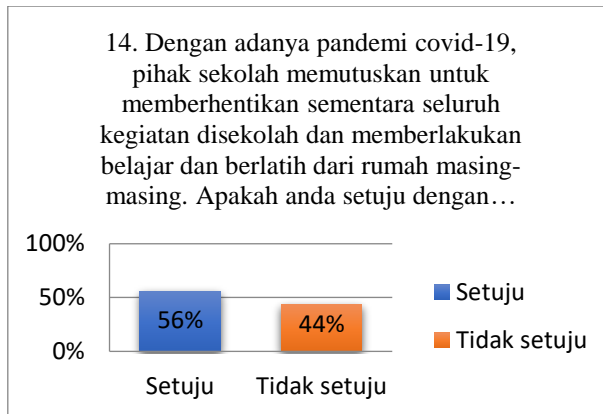 14. Dengan adanya pandemi covid-19,
pihak sekolah memutuskan untuk
memberhentikan sementara seluruh
kegiatan disekolah dan memberlakukan
belajar dan berlatih dari rumah masing-
masing. Apakah anda setuju dengan…
100%
50%
0%
56%
44%
Setuju
Tidak setuju
Setuju
Tidak setuju